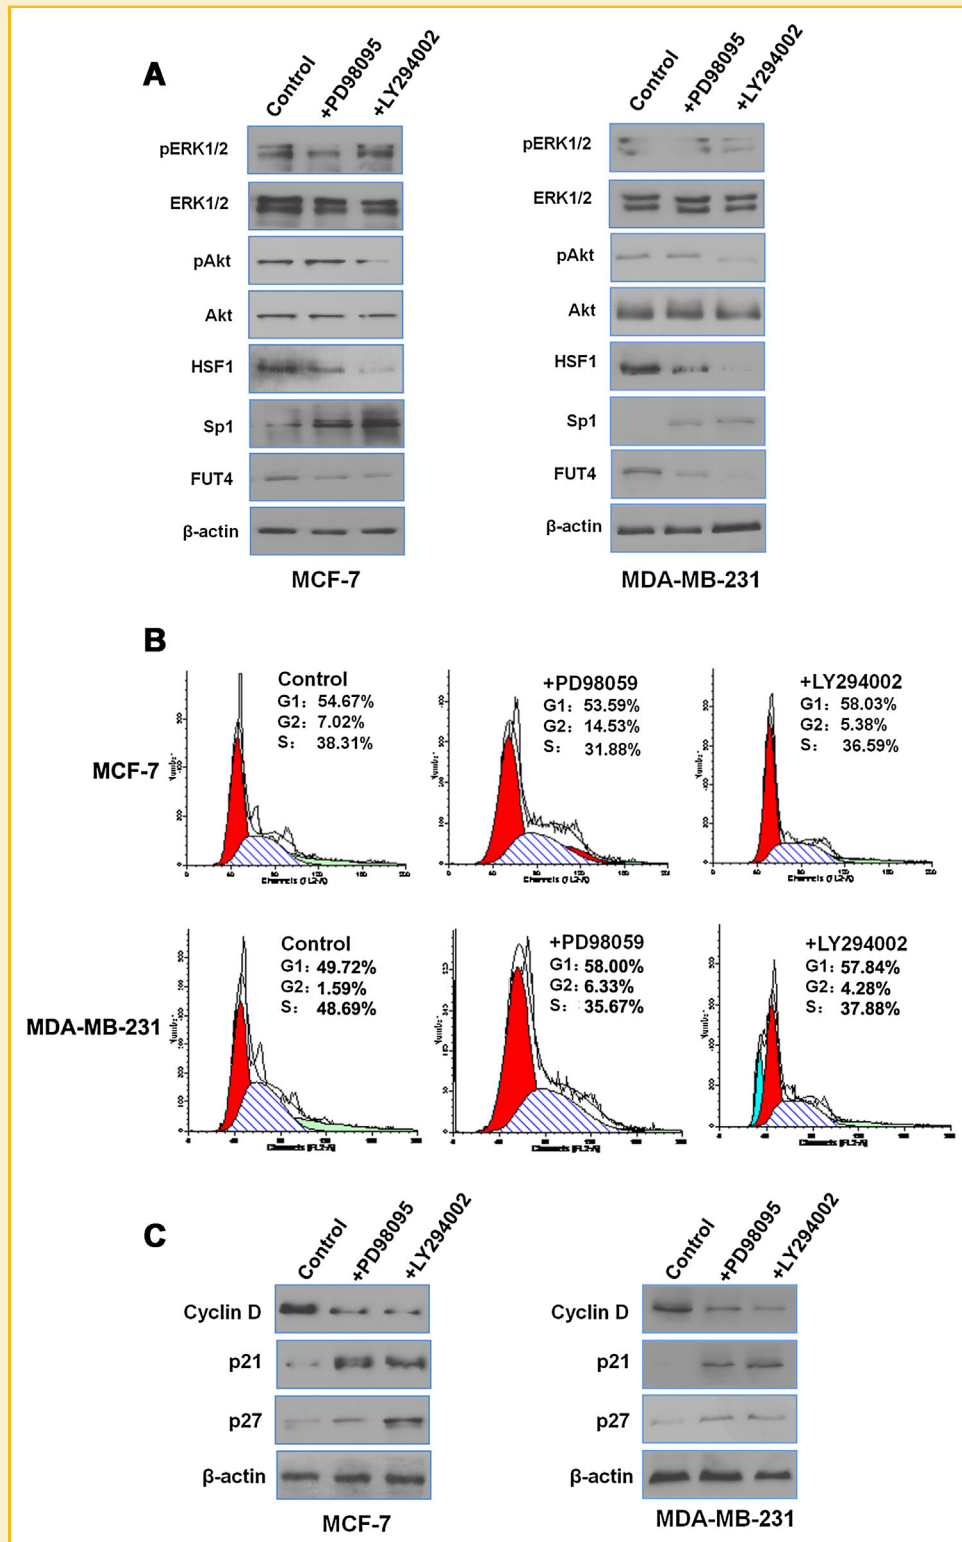 A
Control
+PD98095
+LY294002
Control
+PD98095
+LY294002
pERK1/2
ERK1/2
pAkt
Akt
HSF1
Sp1
FUT4
β-actin
MCF-7
pERK1/2
ERK1/2
pAkt
Akt
HSF1
Sp1
FUT4
β-actin
MDA-MB-231
B
MCF-7
Control
G1: 54.67%
G2: 7.02%
S: 38.31%
+PD98059
G1: 53.59%
G2: 14.53%
S: 31.88%
+LY294002
G1: 58.03%
G2: 5.38%
S: 36.59%
MDA-MB-231
Control
G1: 49.72%
G2: 1.59%
S: 48.69%
+PD98059
G1: 58.00%
G2: 6.33%
S: 35.67%
+LY294002
G1: 57.84%
G2: 4.28%
S: 37.88%
C
Control
+PD98095
+LY294002
Control
+PD98095
+LY294002
Cyclin D
p21
p27
β-actin
MCF-7
Cyclin D
p21
p27
β-actin
MDA-MB-231